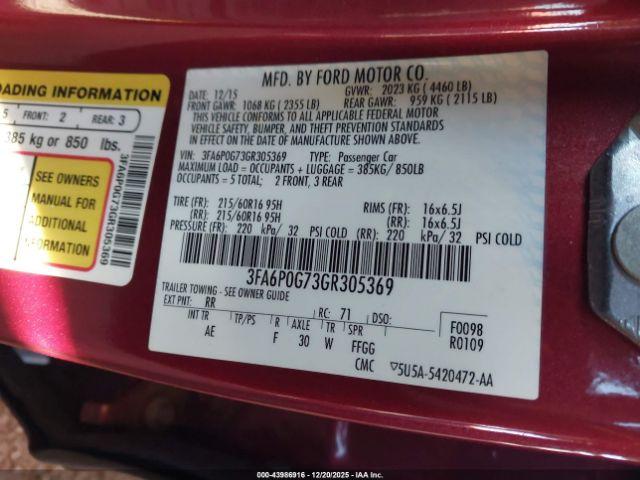 OADING INFORMATION
5 FRONT: 2 REAR: 3
385 kg or 850 lbs.
SEE OWNERS
MANUAL FOR
ADDITIONAL
INFORMATION
3FA6P0G73GR305369
MFD. BY FORD MOTOR CO.
DATE: 12/15 GVWR: 2023 KG ( 4460 LB)
FRONT GAWR: 1068 KG ( 2355 LB) REAR GAWR: 959 KG ( 2115 LB)
THIS VEHICLE CONFORMS TO ALL APPLICABLE FEDERAL MOTOR VEHICLE
SAFETY, BUMPER, AND THEFT PREVENTION STANDARDS
IN EFFECT ON THE DATE OF MANUFACTURE SHOWN ABOVE.
VIN: 3FA6P0G73GR305369 TYPE: Passenger Car
MAXIMUM LOAD = OCCUPANTS + LUGGAGE = 385KG/ 850LB
OCCUPANTS = 5 TOTAL; 2 FRONT, 3 REAR
TIRE (FR): 215/60R16 95H RIMS (FR): 16x6.5J
(RR): 215/60R16 95H (RR): 16x6.5J
PRESSURE (FR): 220 kPa/ 32 PSI COLD (RR): 220 kPa/ 32 PSI COLD
3FA6P0G73GR305369
TRAILER TOWING - SEE OWNER GUIDE
EXT PNT: RR RC: 71 DSO: F0098
INT TR TP/PS R AXLE TR SPR R0109
AE F 30 W FFGG
CMC 5U5A-5420472-AA
000-43986916 - 12/20/2025 - IAA, Inc.